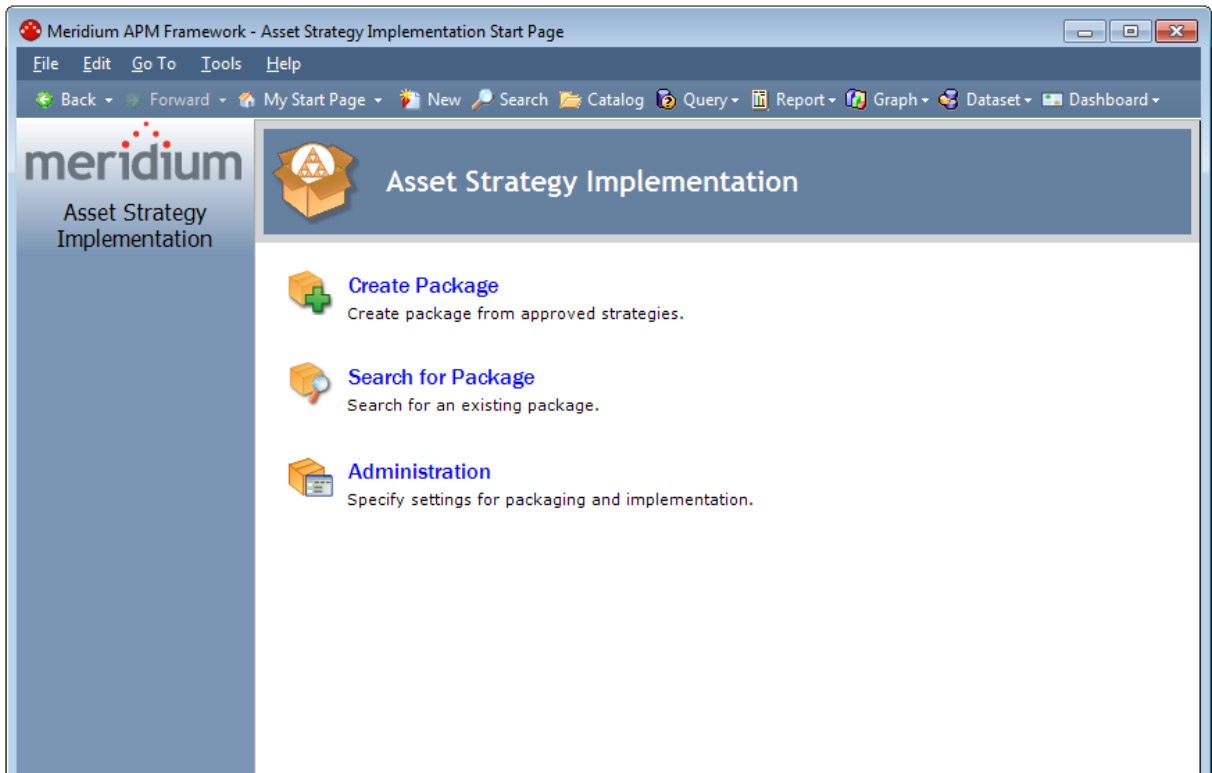 Meridium APM Framework - Asset Strategy Implementation Start Page
File Edit Go To Tools Help
Back Forward My Start Page New Search Catalog Query Report Graph Dataset Dashboard
meridium
Asset Strategy
Implementation
Asset Strategy Implementation
Create Package
Create package from approved strategies.
Search for Package
Search for an existing package.
Administration
Specify settings for packaging and implementation.